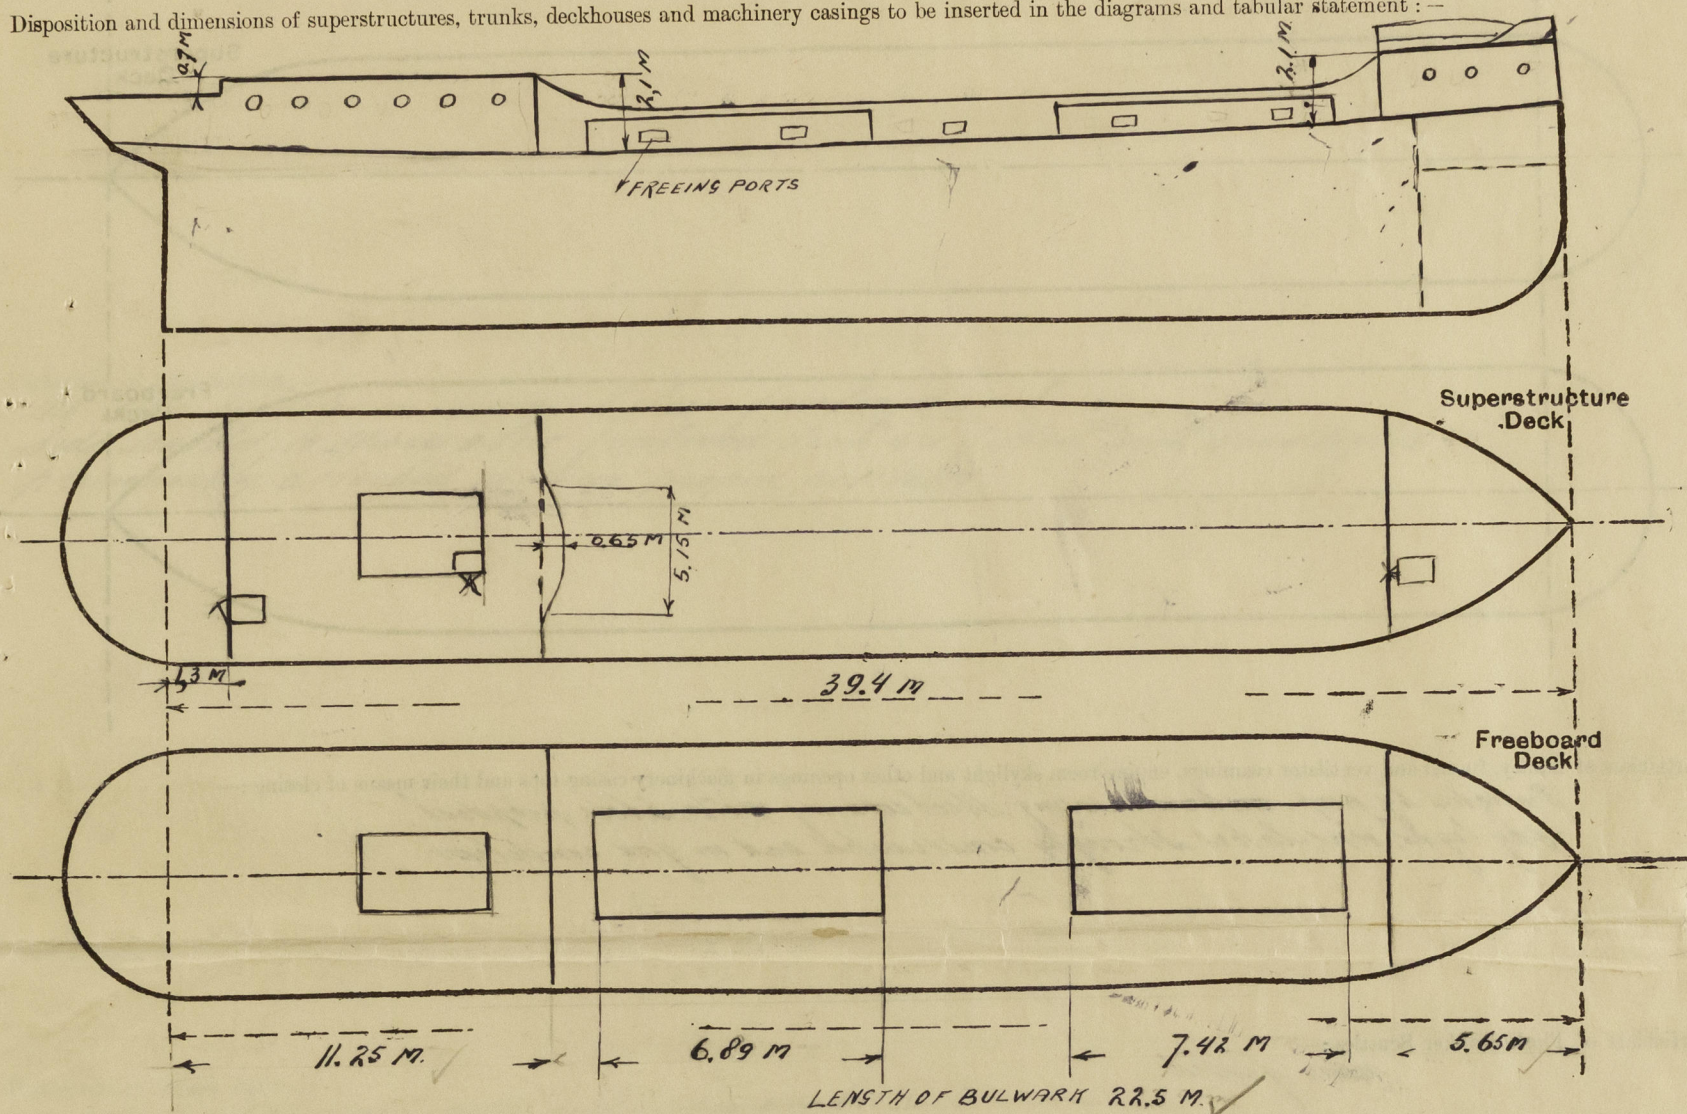 Disposition and dimensions of superstructures, trunks, deckhouses and machinery casings to be inserted in the diagrams and tabular statement : —
0,9 M
2,1 M
2.1 M.
FREEING PORTS
Superstructure
Deck
0.65 M
5.15 M
1,3 M
39.4 M
Freeboard
Deck
11.25 M.
6.89 M
7.42 M
5.65 M
LENGTH OF BULWARK 22.5 M.